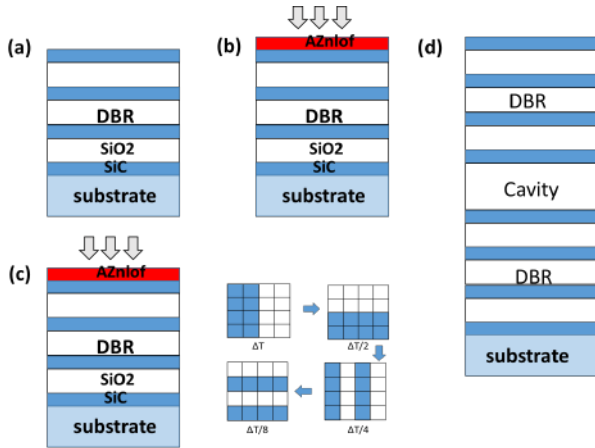 (a)
DBR
SiO2
SiC
substrate
(b)
AZnlof
DBR
SiO2
SiC
substrate
(c)
AZnlof
DBR
SiO2
SiC
substrate
ΔT
ΔT/2
ΔT/8
ΔT/4
(d)
DBR
Cavity
DBR
substrate